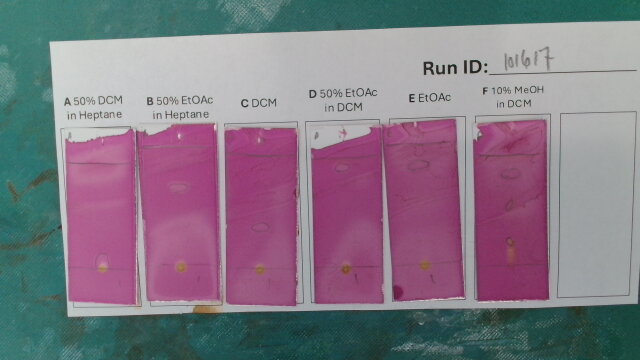 Run ID: 101617
A 50% DCM
in Heptane
B 50% EtOAc
in Heptane
C DCM
D 50% EtOAc
in DCM
E EtOAc
F 10% MeOH
in DCM